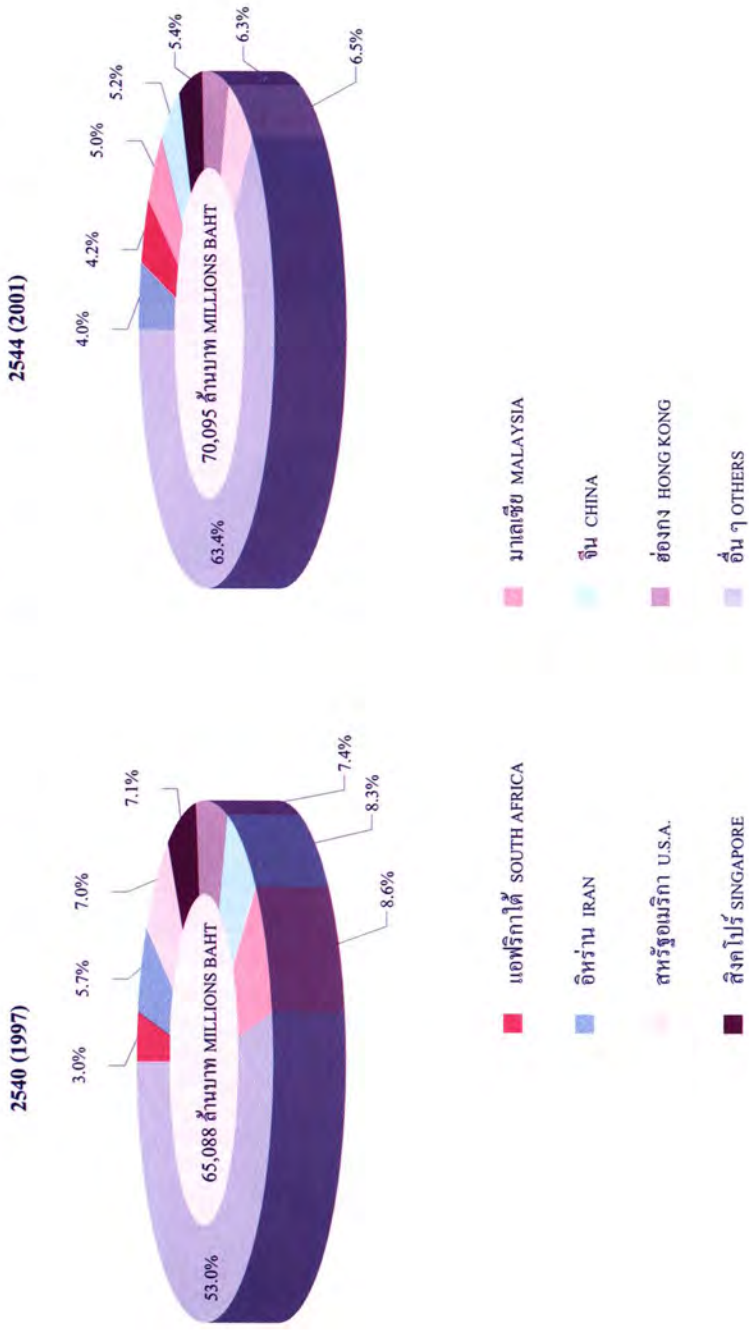 2540 (1997)
3.0%
5.7%
7.0%
7.1%
7.4%
8.3%
8.6%
53.0%
65,088 ล้านบาท MILLIONS BAHT
2544 (2001)
4.0%
4.2%
5.0%
5.2%
5.4%
6.3%
6.5%
63.4%
70,095 ล้านบาท MILLIONS BAHT
แอฟริกาใต้ SOUTH AFRICA
อิหร่าน IRAN
สหรัฐอเมริกา U.S.A.
สิงคโปร์ SINGAPORE
มาเลเซีย MALAYSIA
จีน CHINA
ฮ่องกง HONG KONG
อื่น ๆ OTHERS